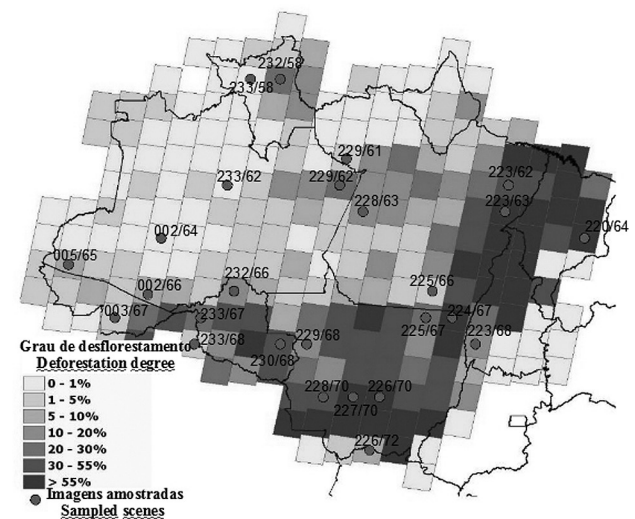 232/58
233/58
229/61
233/62
229/62
223/62
228/63
223/63
002/64
220/64
005/65
002/66
232/66
225/66
003/67
233/67
225/67
224/67
233/68
230/68
229/68
223/68
228/70
226/70
227/70
226/72
Grau de desflorestamento
Deforestation degree
0 - 1%
1 - 5%
5 - 10%
10 - 20%
20 - 30%
30 - 55%
> 55%
Imagens amostradas
Sampled scenes